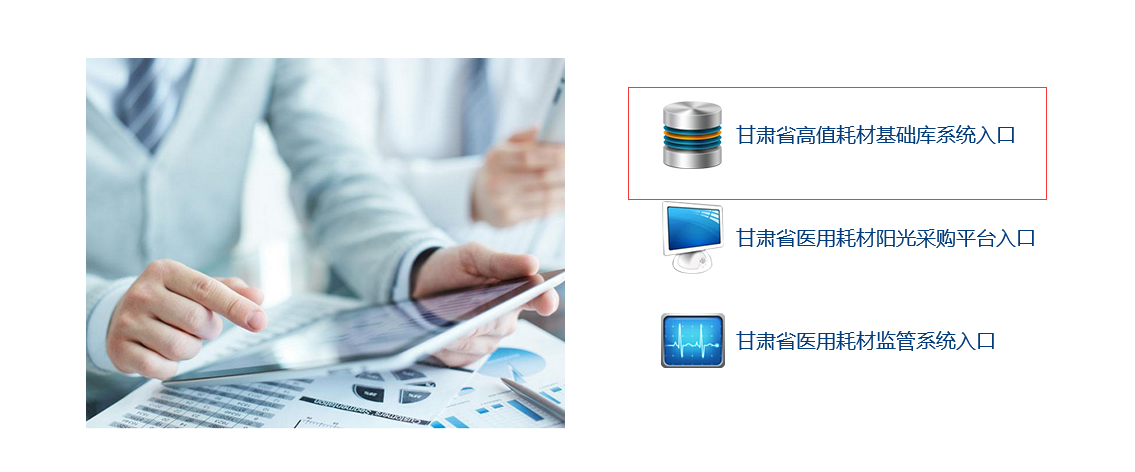 甘肃省高值耗材基础库系统入口
甘肃省医用耗材阳光采购平台入口
甘肃省医用耗材监管系统入口
Customers' Segmentation